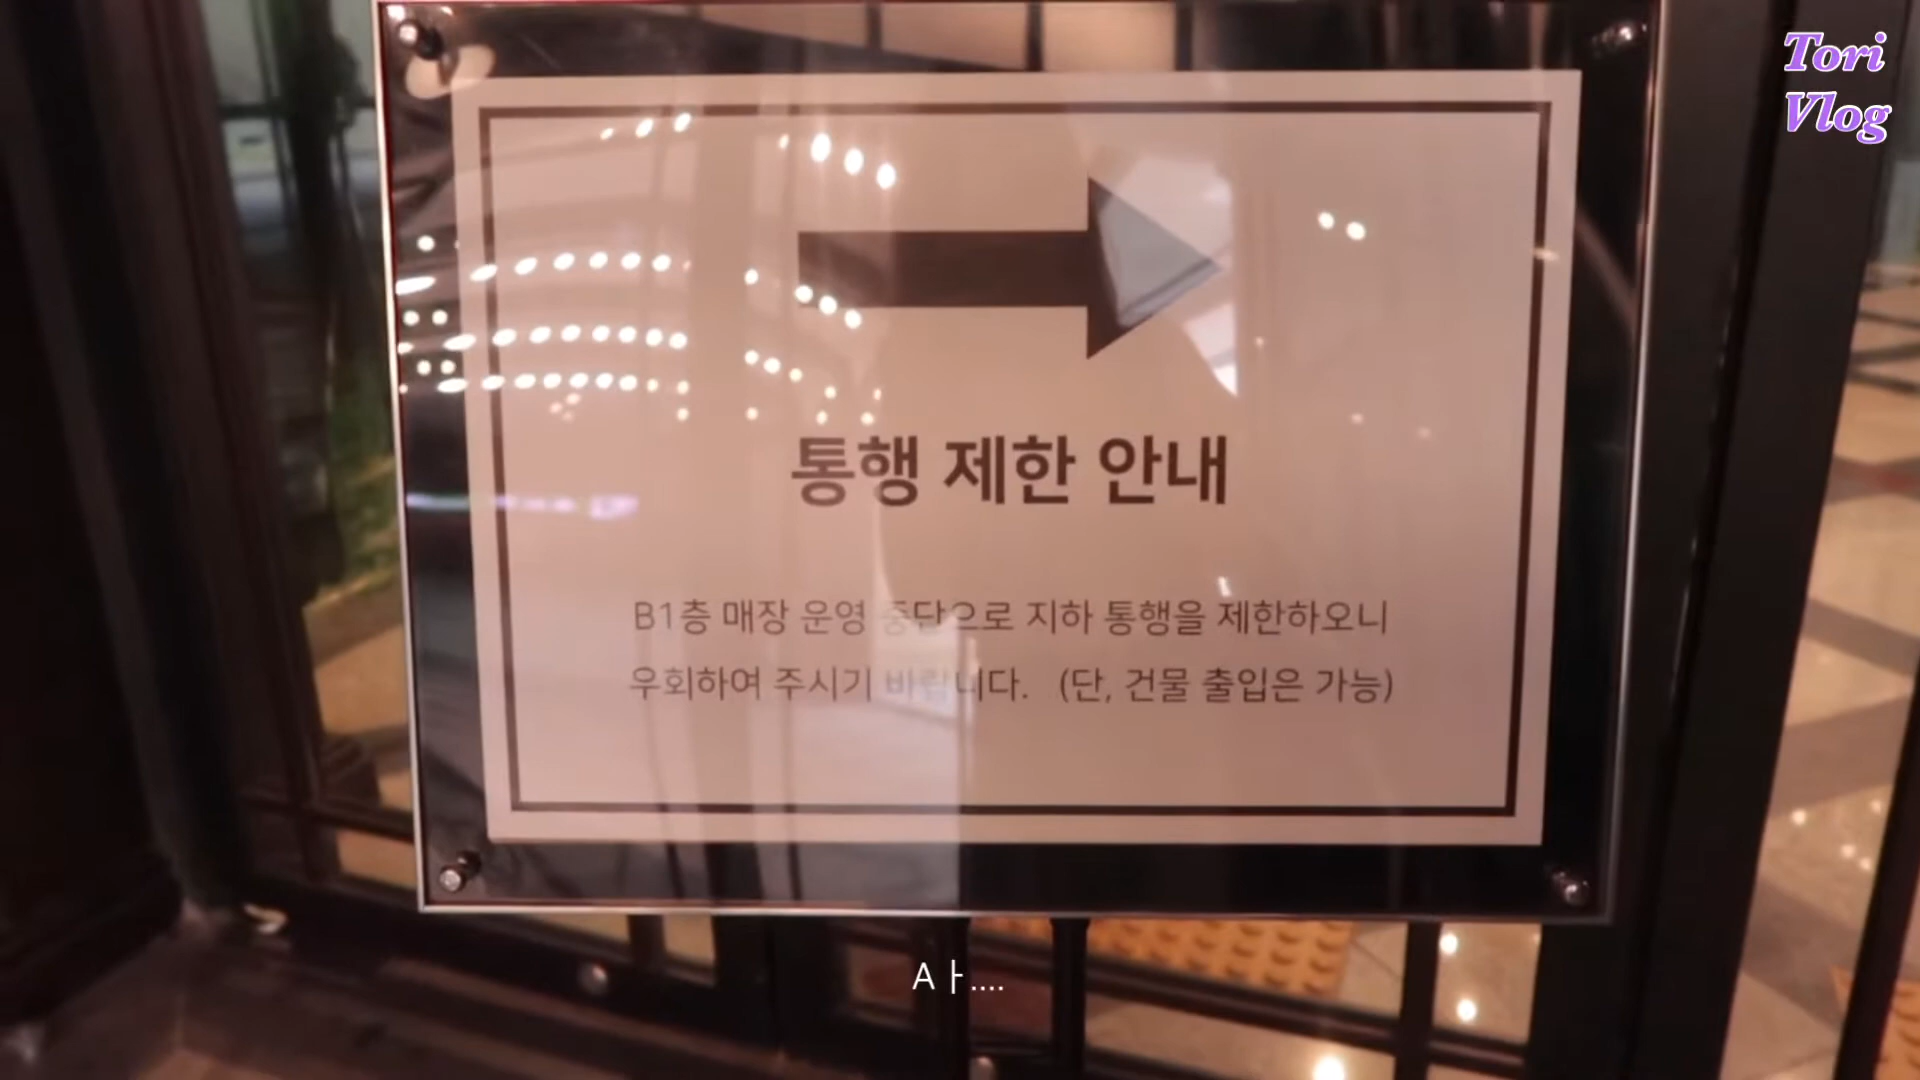 Tori
Vlog
통행 제한 안내
B1층 매장 운영 중단으로 지하 통행을 제한하오니
우회하여 주시기 바랍니다. (단, 건물 출입은 가능)
Aㅏ....